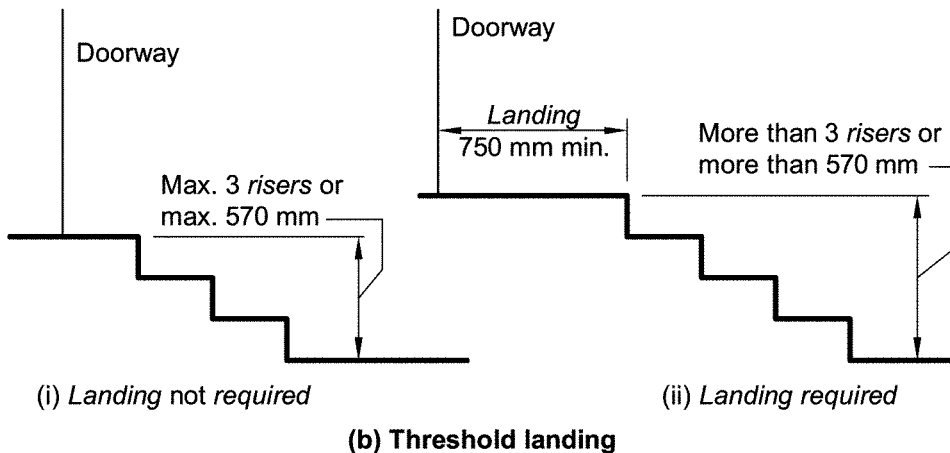 Doorway
Max. 3 risers or
max. 570 mm
(i) Landing not required
Doorway
Landing
750 mm min.
More than 3 risers or
more than 570 mm
(ii) Landing required
(b) Threshold landing